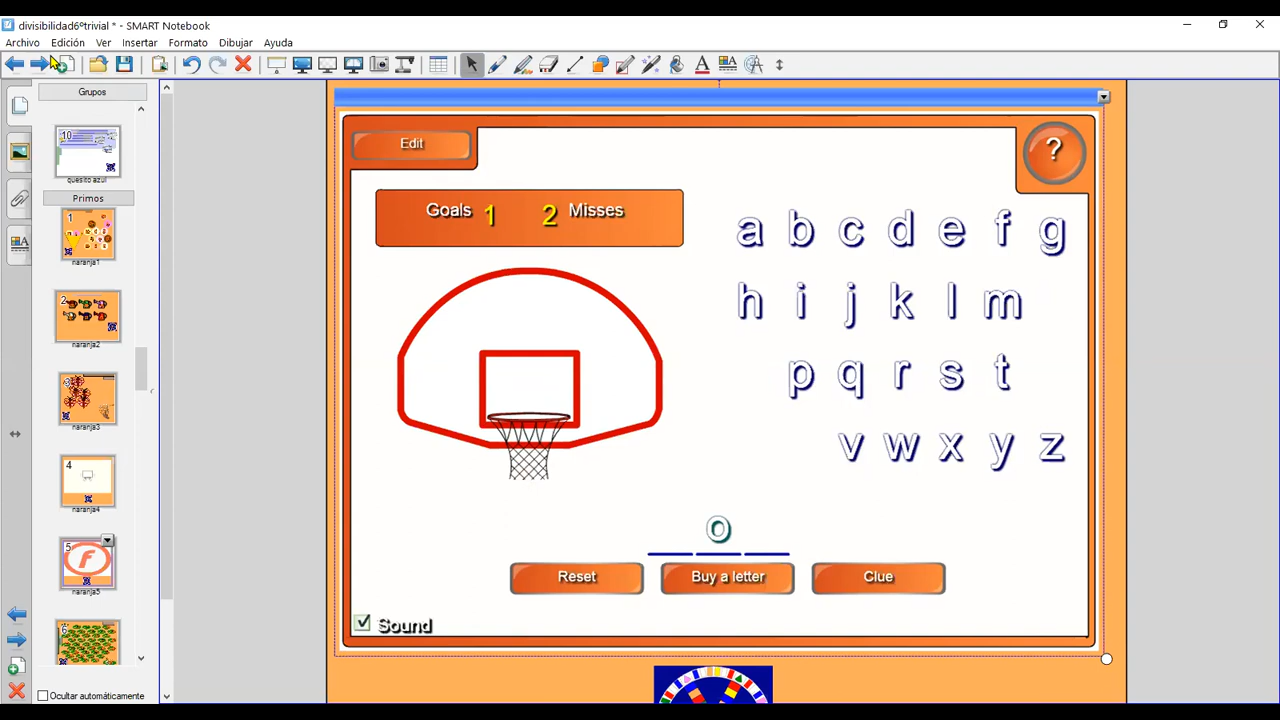 divisibilidad6ºtrivial * - SMART Notebook
Archivo Edición Ver Insertar Formato Dibujar Ayuda
Grupos
10
quesito azul
Primos
1
naranja1
2
naranja2
3
naranja3
4
naranja4
5
f
naranja5
6
Ocultar automáticamente
Edit
?
Goals 1 2 Misses
a b c d e f g
h i j k l m
p q r s t
v w x y z
o
Reset Buy a letter Clue
Sound